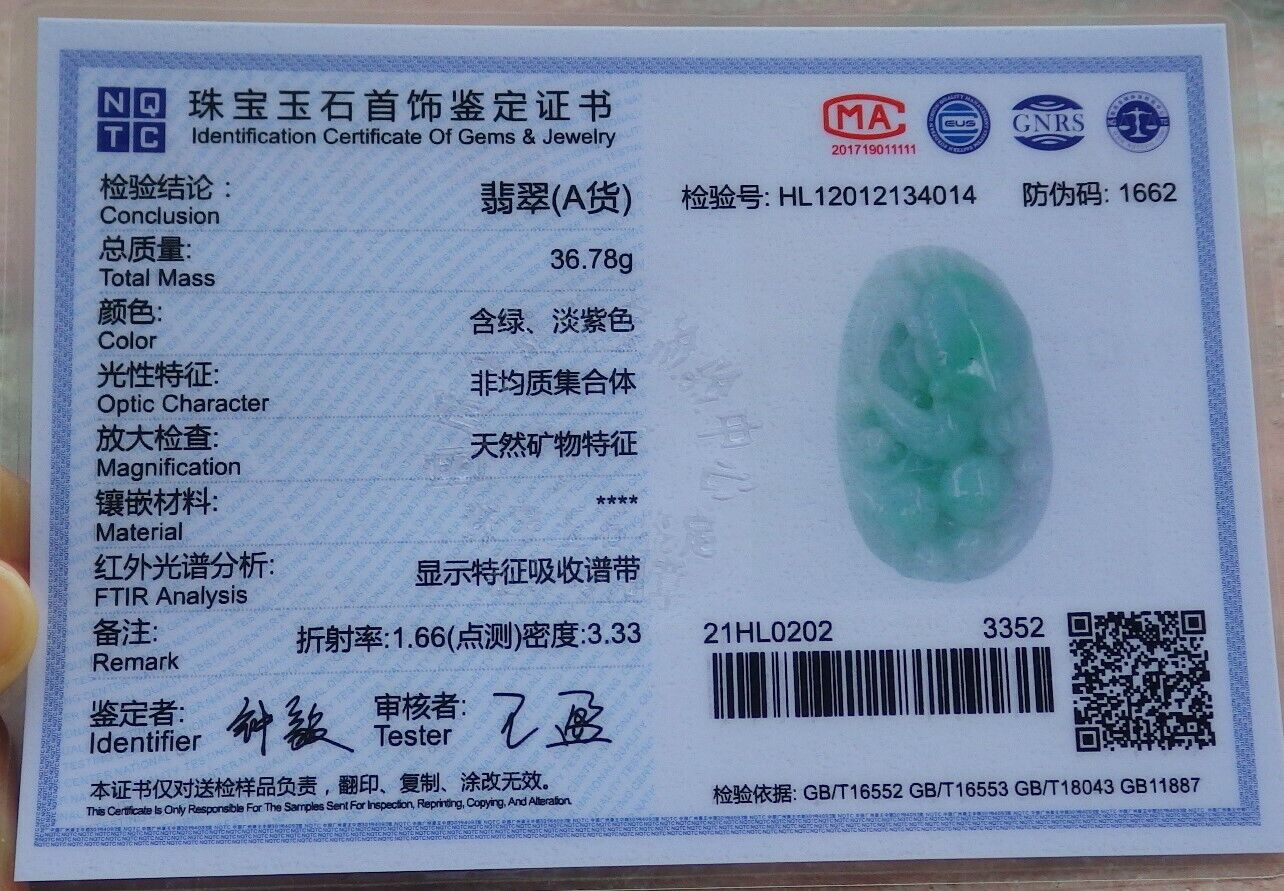 NQ
TC
珠宝玉石首饰鉴定证书
Identification Certificate Of Gems & Jewelry
MA
201719011111
GNRS
检验结论:
Conclusion
翡翠(A货)
检验号: HL12012134014
防伪码: 1662
总质量:
Total Mass
36.78g
颜色:
Color
含绿、淡紫色
光性特征:
Optic Character
非均质集合体
放大检查:
Magnification
天然矿物特征
镶嵌材料:
Material
****
红外光谱分析:
FTIR Analysis
显示特征吸收谱带
备注:
Remark
折射率:1.66(点测)密度:3.33
21HL0202
3352
鉴定者:
Identifier
审核者:
Tester
本证书仅对送检样品负责，翻印、复制、涂改无效。
This Certificate Is Only Responsible For The Samples Sent For Inspection, Reprinting, Copying, And Alteration.
检验依据: GB/T16552 GB/T16553 GB/T18043 GB11887